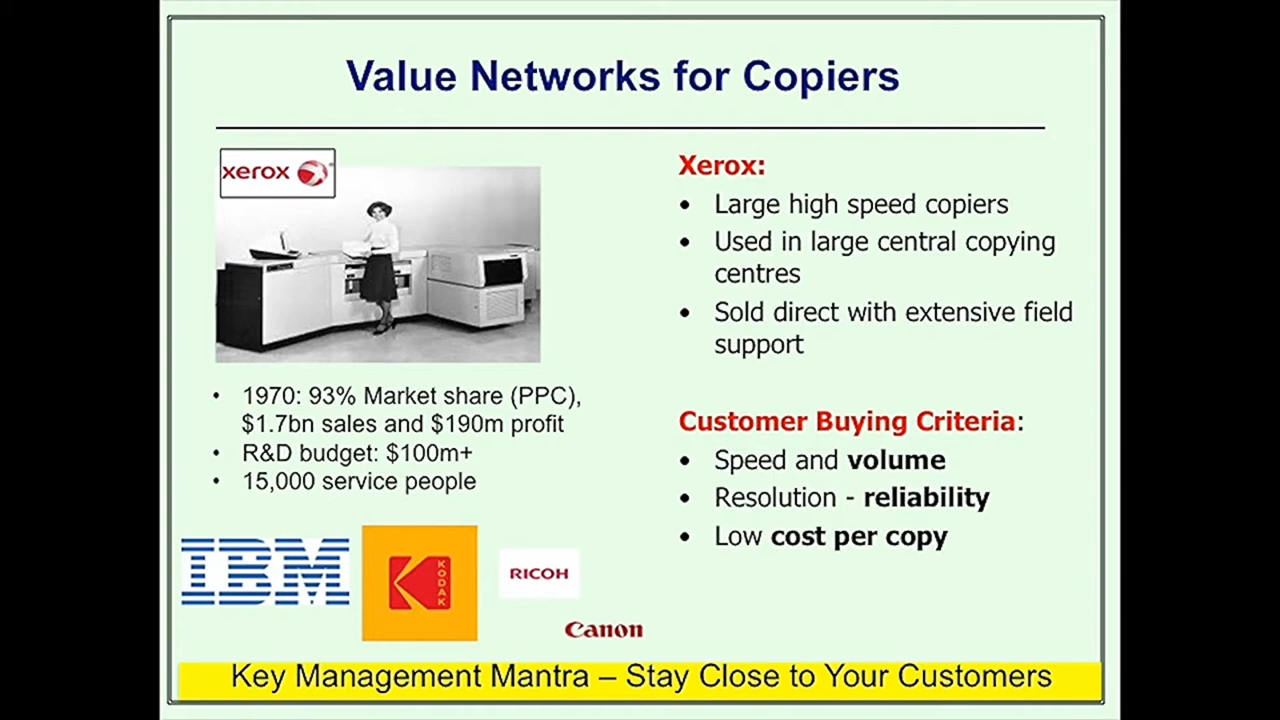 Value Networks for Copiers
xerox
• 1970: 93% Market share (PPC),
$1.7bn sales and $190m profit
• R&D budget: $100m+
• 15,000 service people
IBM
KODAK
RICOH
Canon
Xerox:
• Large high speed copiers
• Used in large central copying
centres
• Sold direct with extensive field
support
Customer Buying Criteria:
• Speed and volume
• Resolution - reliability
• Low cost per copy
Key Management Mantra – Stay Close to Your Customers